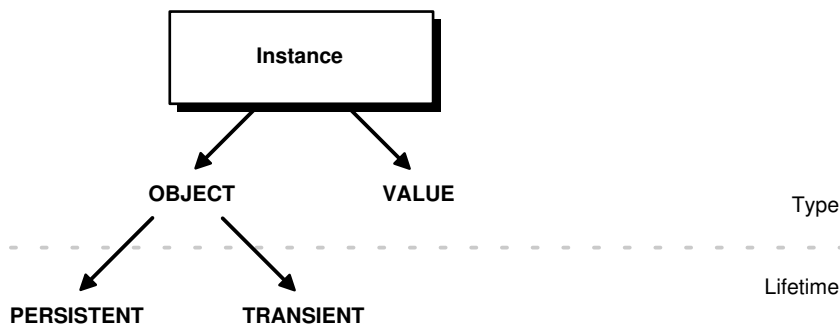 Instance
OBJECT VALUE
Type
Lifetime
PERSISTENT TRANSIENT